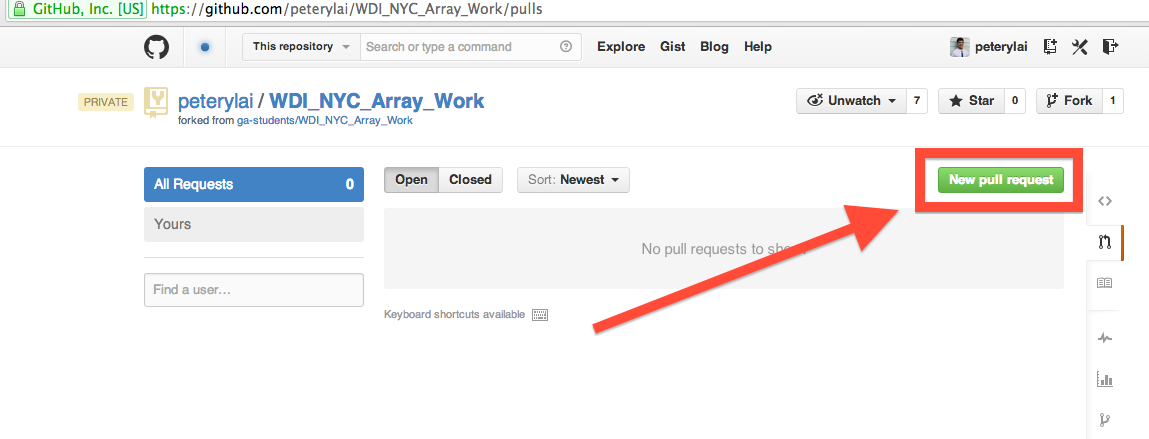 GitHub, Inc. [US] https://github.com/peterylai/WDI_NYC_Array_Work/pulls
This repository Search or type a command Explore Gist Blog Help peterylai
PRIVATE peterylai / WDI_NYC_Array_Work Unwatch 7 Star 0 Fork 1
forked from ga-students/WDI_NYC_Array_Work
All Requests 0 Open Closed Sort: Newest New pull request
Yours
No pull requests to
Find a user...
Keyboard shortcuts available